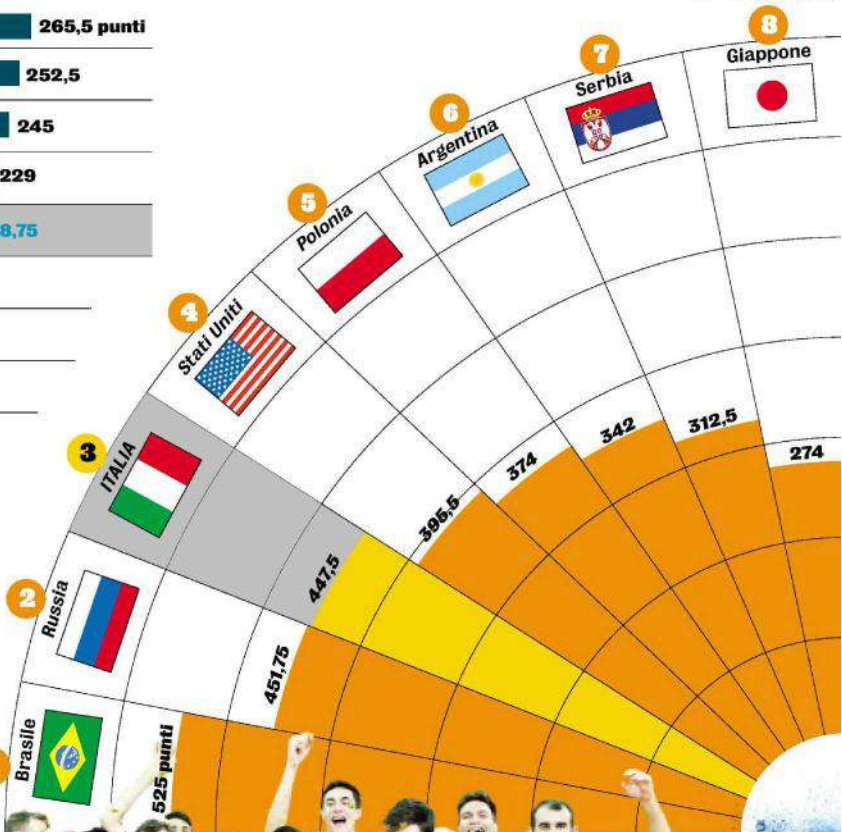 265,5 punti
252,5
245
229
8,75
8
Giappone
7
Serbia
6
Argentina
5
Polonia
4
Stati Uniti
3
ITALIA
2
Russia
Brasile
525 punti
451,75
447,5
395,5
374
342
312,5
274